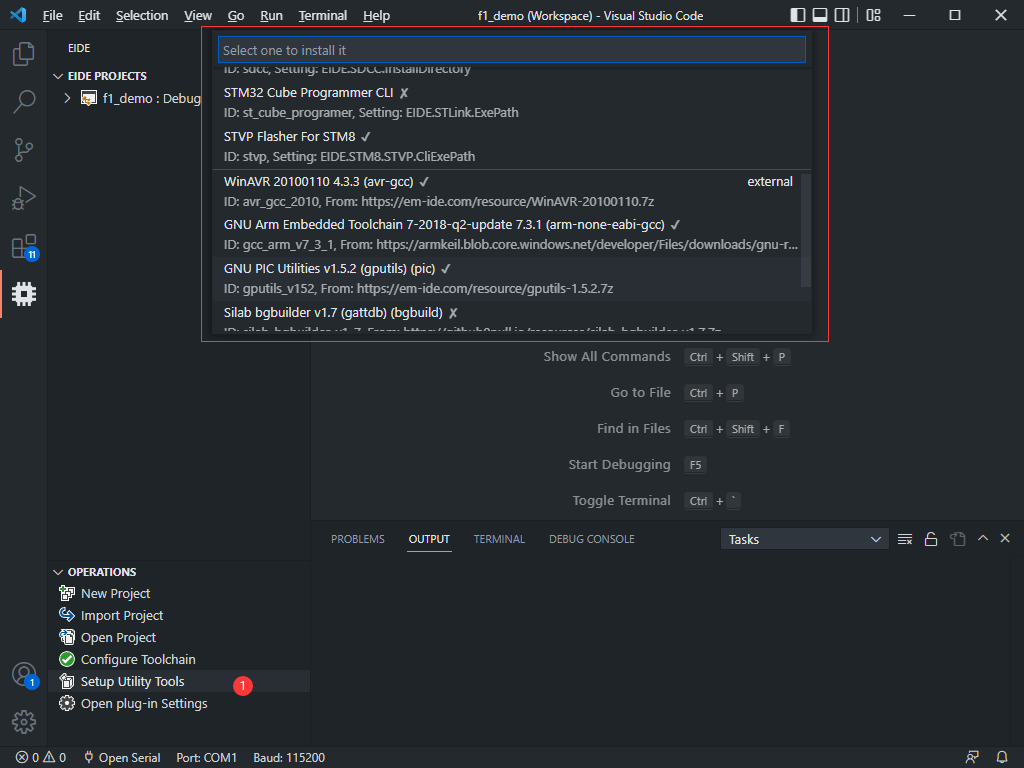 File Edit Selection View Go Run Terminal Help f1_demo (Workspace) - Visual Studio Code
EIDE
EIDE PROJECTS
f1_demo : Debug
Select one to install it
ID: sdcc, Setting: EIDE.SDCC.InstallDirectory
STM32 Cube Programmer CLI ✗
ID: st_cube_programer, Setting: EIDE.STLink.ExePath
STVP Flasher For STM8 ✓
ID: stvp, Setting: EIDE.STM8.STVP.CliExePath
WinAVR 20100110 4.3.3 (avr-gcc) ✓ external
ID: avr_gcc_2010, From: https://em-ide.com/resource/WinAVR-20100110.7z
GNU Arm Embedded Toolchain 7-2018-q2-update 7.3.1 (arm-none-eabi-gcc) ✓
ID: gcc_arm_v7_3_1, From: https://armkeil.blob.core.windows.net/developer/Files/downloads/gnu-r...
GNU PIC Utilities v1.5.2 (gputils) (pic) ✓
ID: gputils_v152, From: https://em-ide.com/resource/gputils-1.5.2.7z
Silab bgbuilder v1.7 (gattdb) (bgbuild) ✗
ID: silab_bgbuilder_v1_7, From:
11
Show All Commands Ctrl + Shift + P
Go to File Ctrl + P
Find in Files Ctrl + Shift + F
Start Debugging F5
Toggle Terminal Ctrl + `
PROBLEMS OUTPUT TERMINAL DEBUG CONSOLE Tasks
OPERATIONS
New Project
Import Project
Open Project
Configure Toolchain
Setup Utility Tools 1
Open plug-in Settings
1
0 0 Open Serial Port: COM1 Baud: 115200